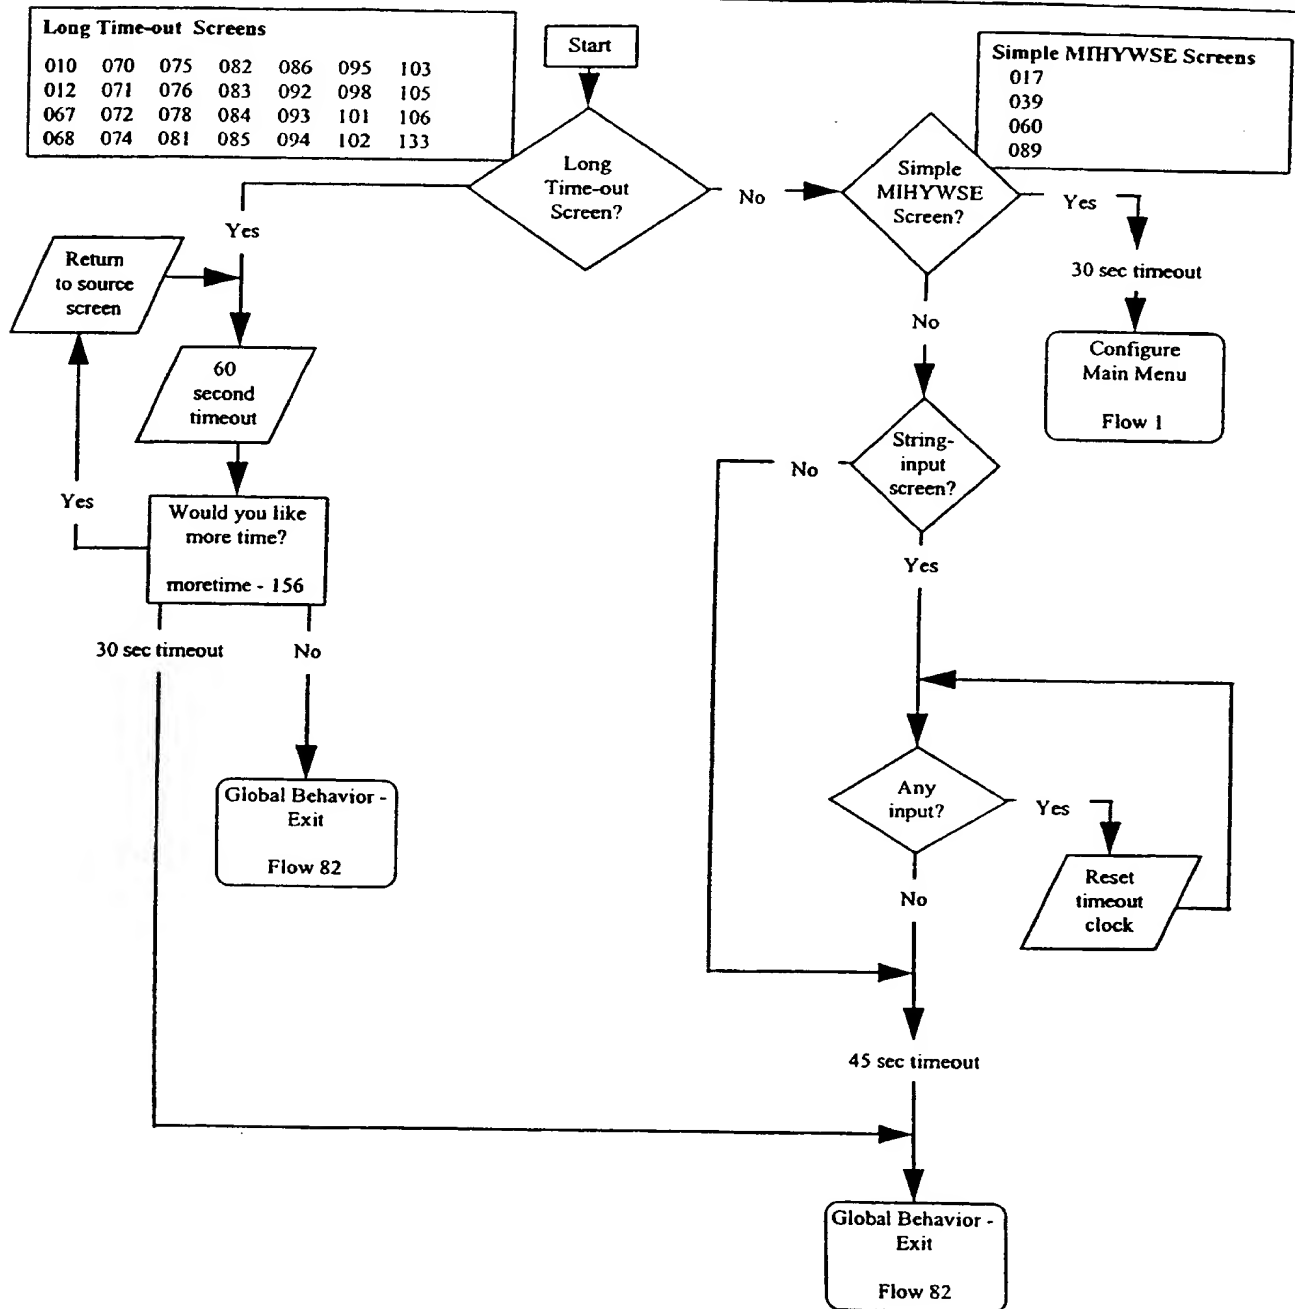 Long Time-out Screens
010 070 075 082 086 095 103
012 071 076 083 092 098 105
067 072 078 084 093 101 106
068 074 081 085 094 102 133
Start
Simple MIHYWSE Screens
017
039
060
089
Long
Time-out
Screen?
No
Simple
MIHYWSE
Screen?
Yes
Yes
Return
to source
screen
30 sec timeout
No
60
second
timeout
Configure
Main Menu
Flow 1
String-
input
screen?
No
Yes
Would you like
more time?
moretime - 156
Yes
30 sec timeout
No
Global Behavior -
Exit
Flow 82
Any
input?
Yes
No
Reset
timeout
clock
45 sec timeout
Global Behavior -
Exit
Flow 82